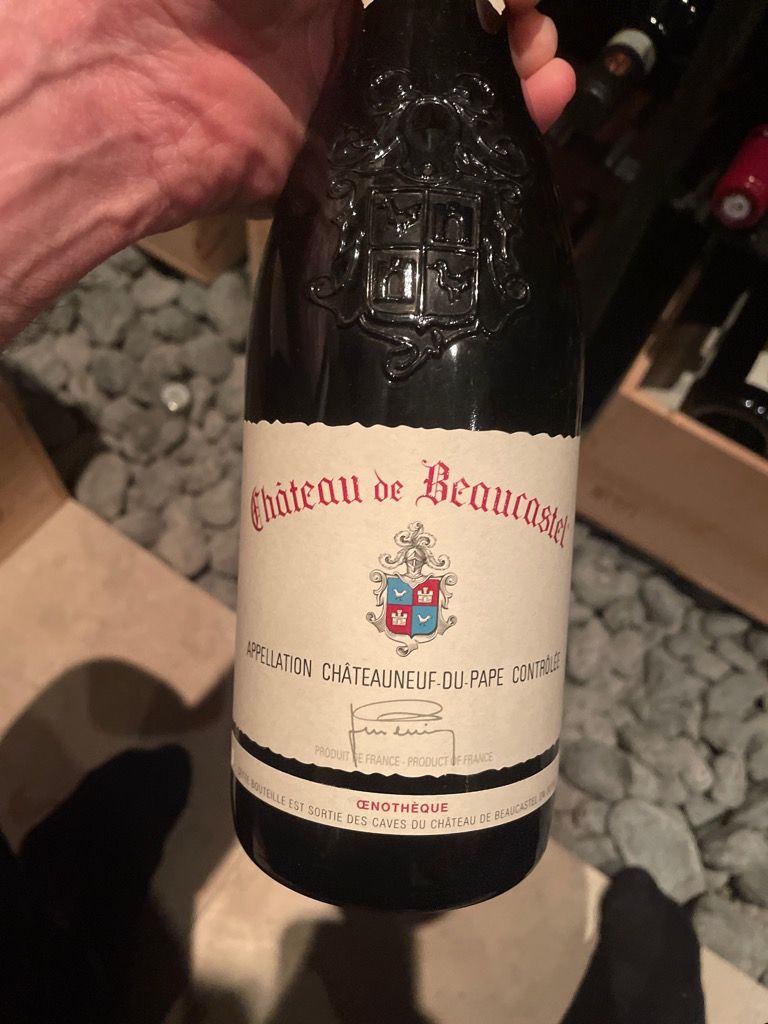 Château de Beaucastel
APPELLATION CHÂTEAUNEUF-DU-PAPE CONTRÔLÉE
PRODUIT DE FRANCE - PRODUCT OF FRANCE
ŒNOTHÈQUE
CETTE BOUTEILLE EST SORTIE DES CAVES DU CHÂTEAU DE BEAUCASTEL